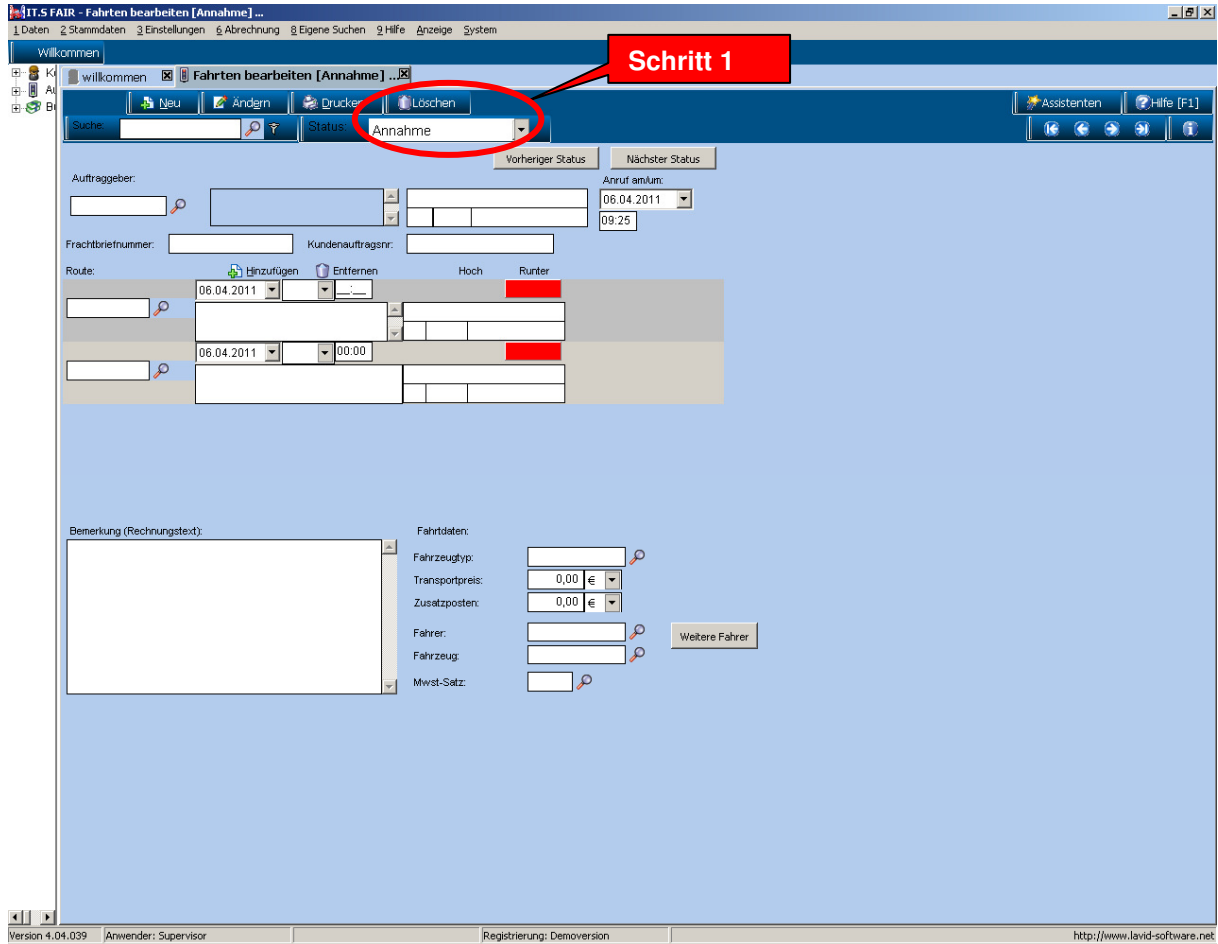 IT.S FAIR - Fahrten bearbeiten [Annahme] ...
1 Daten 2 Stammdaten 3 Einstellungen 6 Abrechnung 8 Eigene Suchen 9 Hilfe Anzeige System
Willkommen
Schritt 1
willkommen Fahrten bearbeiten [Annahme] ...
Neu Ändern Drucken Löschen Assistenten Hilfe [F1]
Suche: Status: Annahme
Vorheriger Status Nächster Status
Auftraggeber: Anruf am/um:
06.04.2011
09:25
Frachtbriefnummer: Kundenauftragsnr:
Route: Hinzufügen Entfernen Hoch Runter
06.04.2011 __:__
06.04.2011 00:00
Bemerkung (Rechnungstext): Fahrtdaten:
Fahrzeugtyp:
Transportpreis: 0,00 €
Zusatzposten: 0,00 €
Fahrer: Weitere Fahrer
Fahrzeug:
Mwst-Satz:
Version 4.04.039 Anwender: Supervisor Registrierung: Demoversion http://www.lavid-software.net